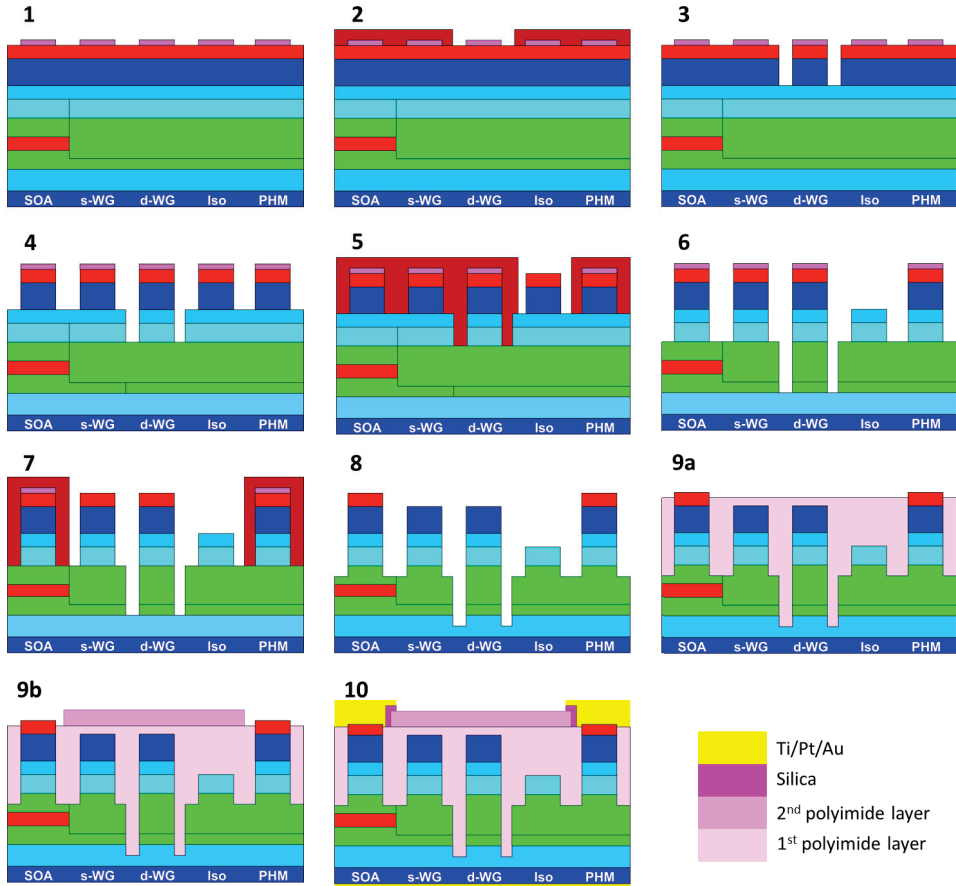 1
2
3
SOA s-WG d-WG Iso PHM
SOA s-WG d-WG Iso PHM
SOA s-WG d-WG Iso PHM
4
5
6
SOA s-WG d-WG Iso PHM
SOA s-WG d-WG Iso PHM
SOA s-WG d-WG Iso PHM
7
8
9a
SOA s-WG d-WG Iso PHM
SOA s-WG d-WG Iso PHM
SOA s-WG d-WG Iso PHM
9b
10
SOA s-WG d-WG Iso PHM
SOA s-WG d-WG Iso PHM
Ti/Pt/Au
Silica
2nd polyimide layer
1st polyimide layer